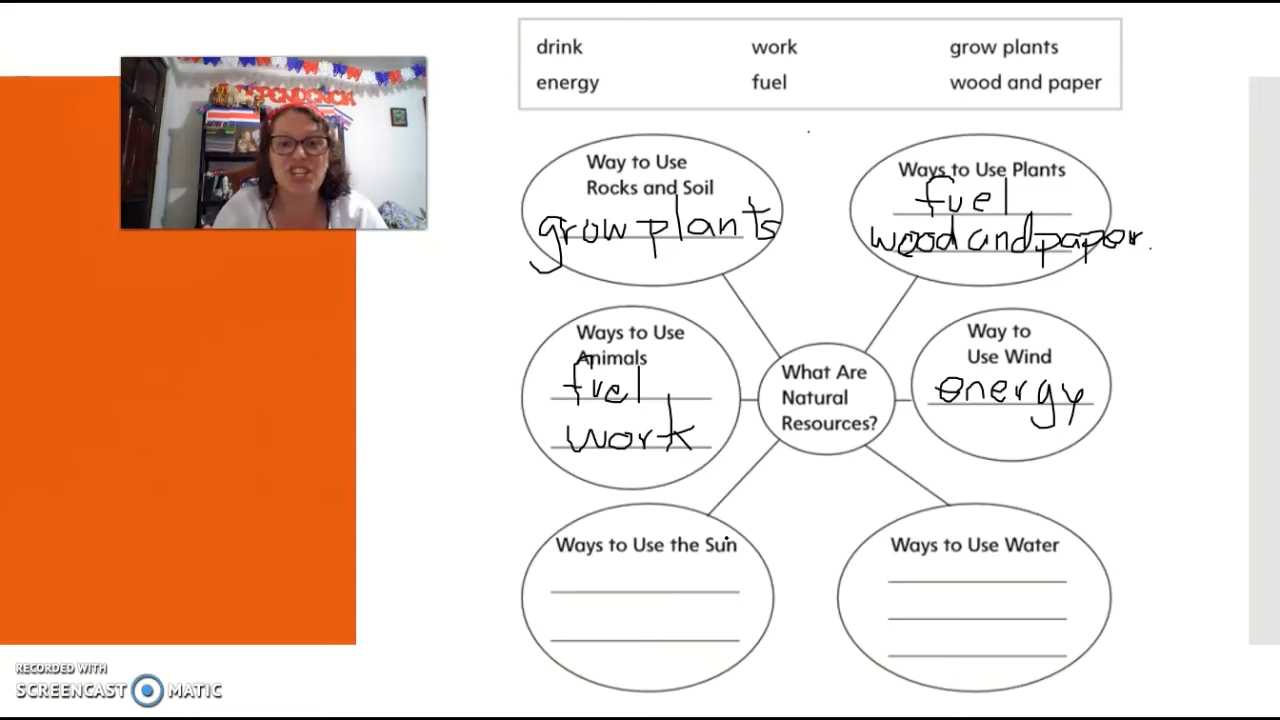 drink work grow plants
energy fuel wood and paper
INDEPENDENCIA
Way to Use
Rocks and Soil
grow plants
Ways to Use Plants
fuel
wood and paper.
Ways to Use
Animals
fuel
work
What Are
Natural
Resources?
Way to
Use Wind
energy
Ways to Use the Sun
Ways to Use Water
RECORDED WITH
SCREENCAST MATIC